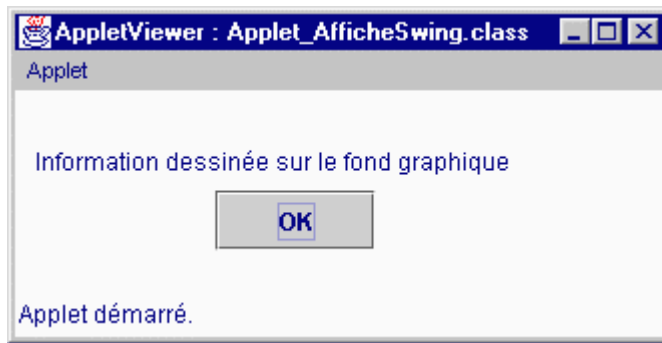 AppletViewer : Applet_AfficheSwing.class
Applet
Information dessinée sur le fond graphique
OK
Applet démarré.